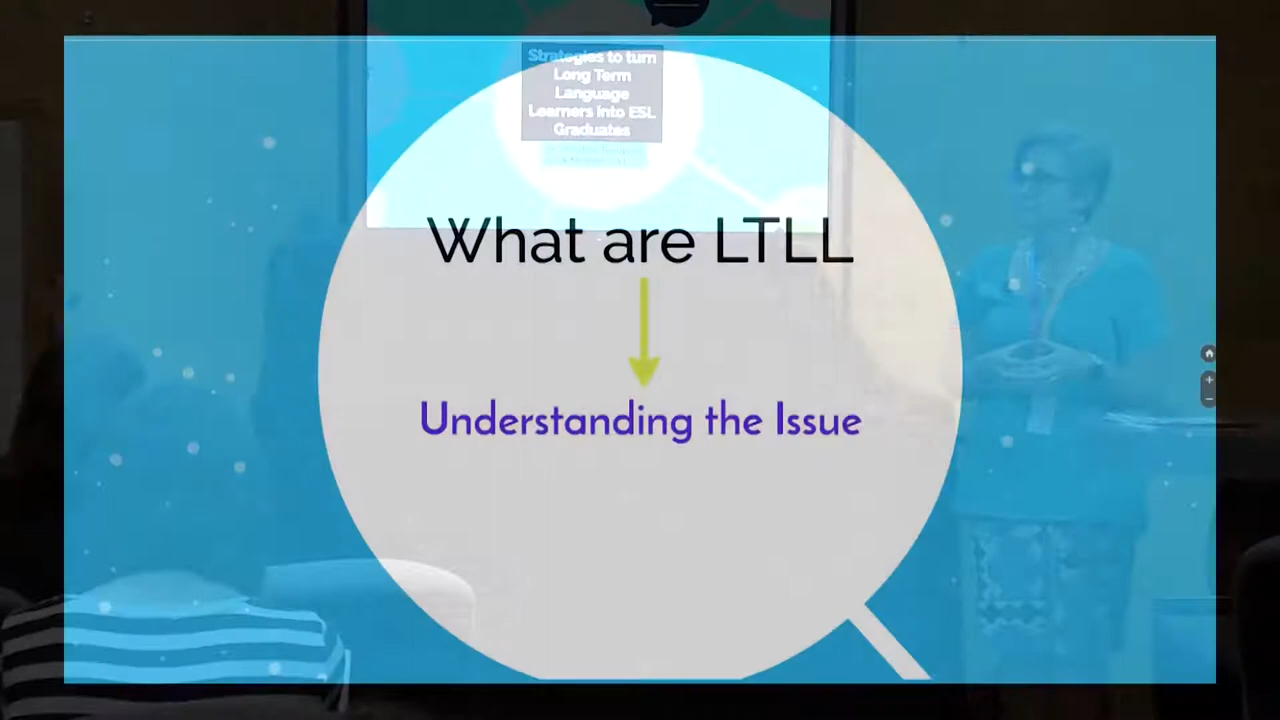 Strategies to turn
Long Term
Language
Learners into ESL
Graduates
What are LTLL
Understanding the Issue